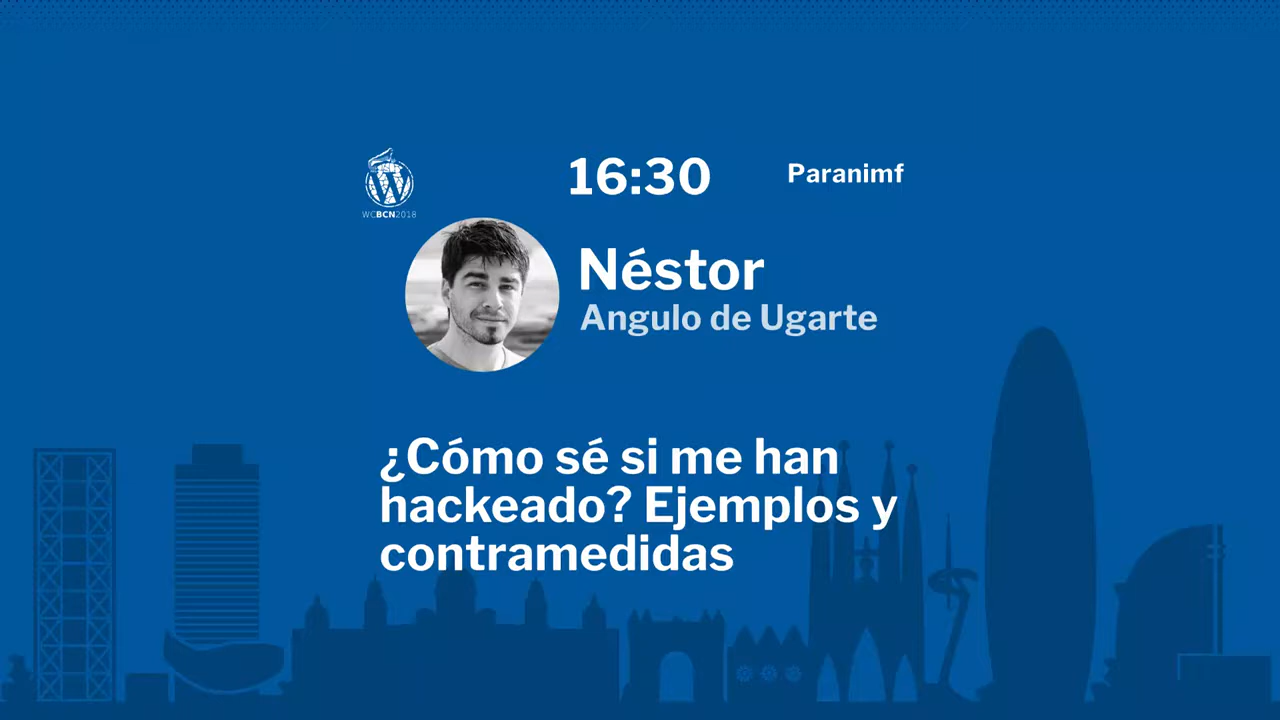 16:30
Paranimf
WCBCN2018
Néstor
Angulo de Ugarte
¿Cómo sé si me han
hackeado? Ejemplos y
contramedidas